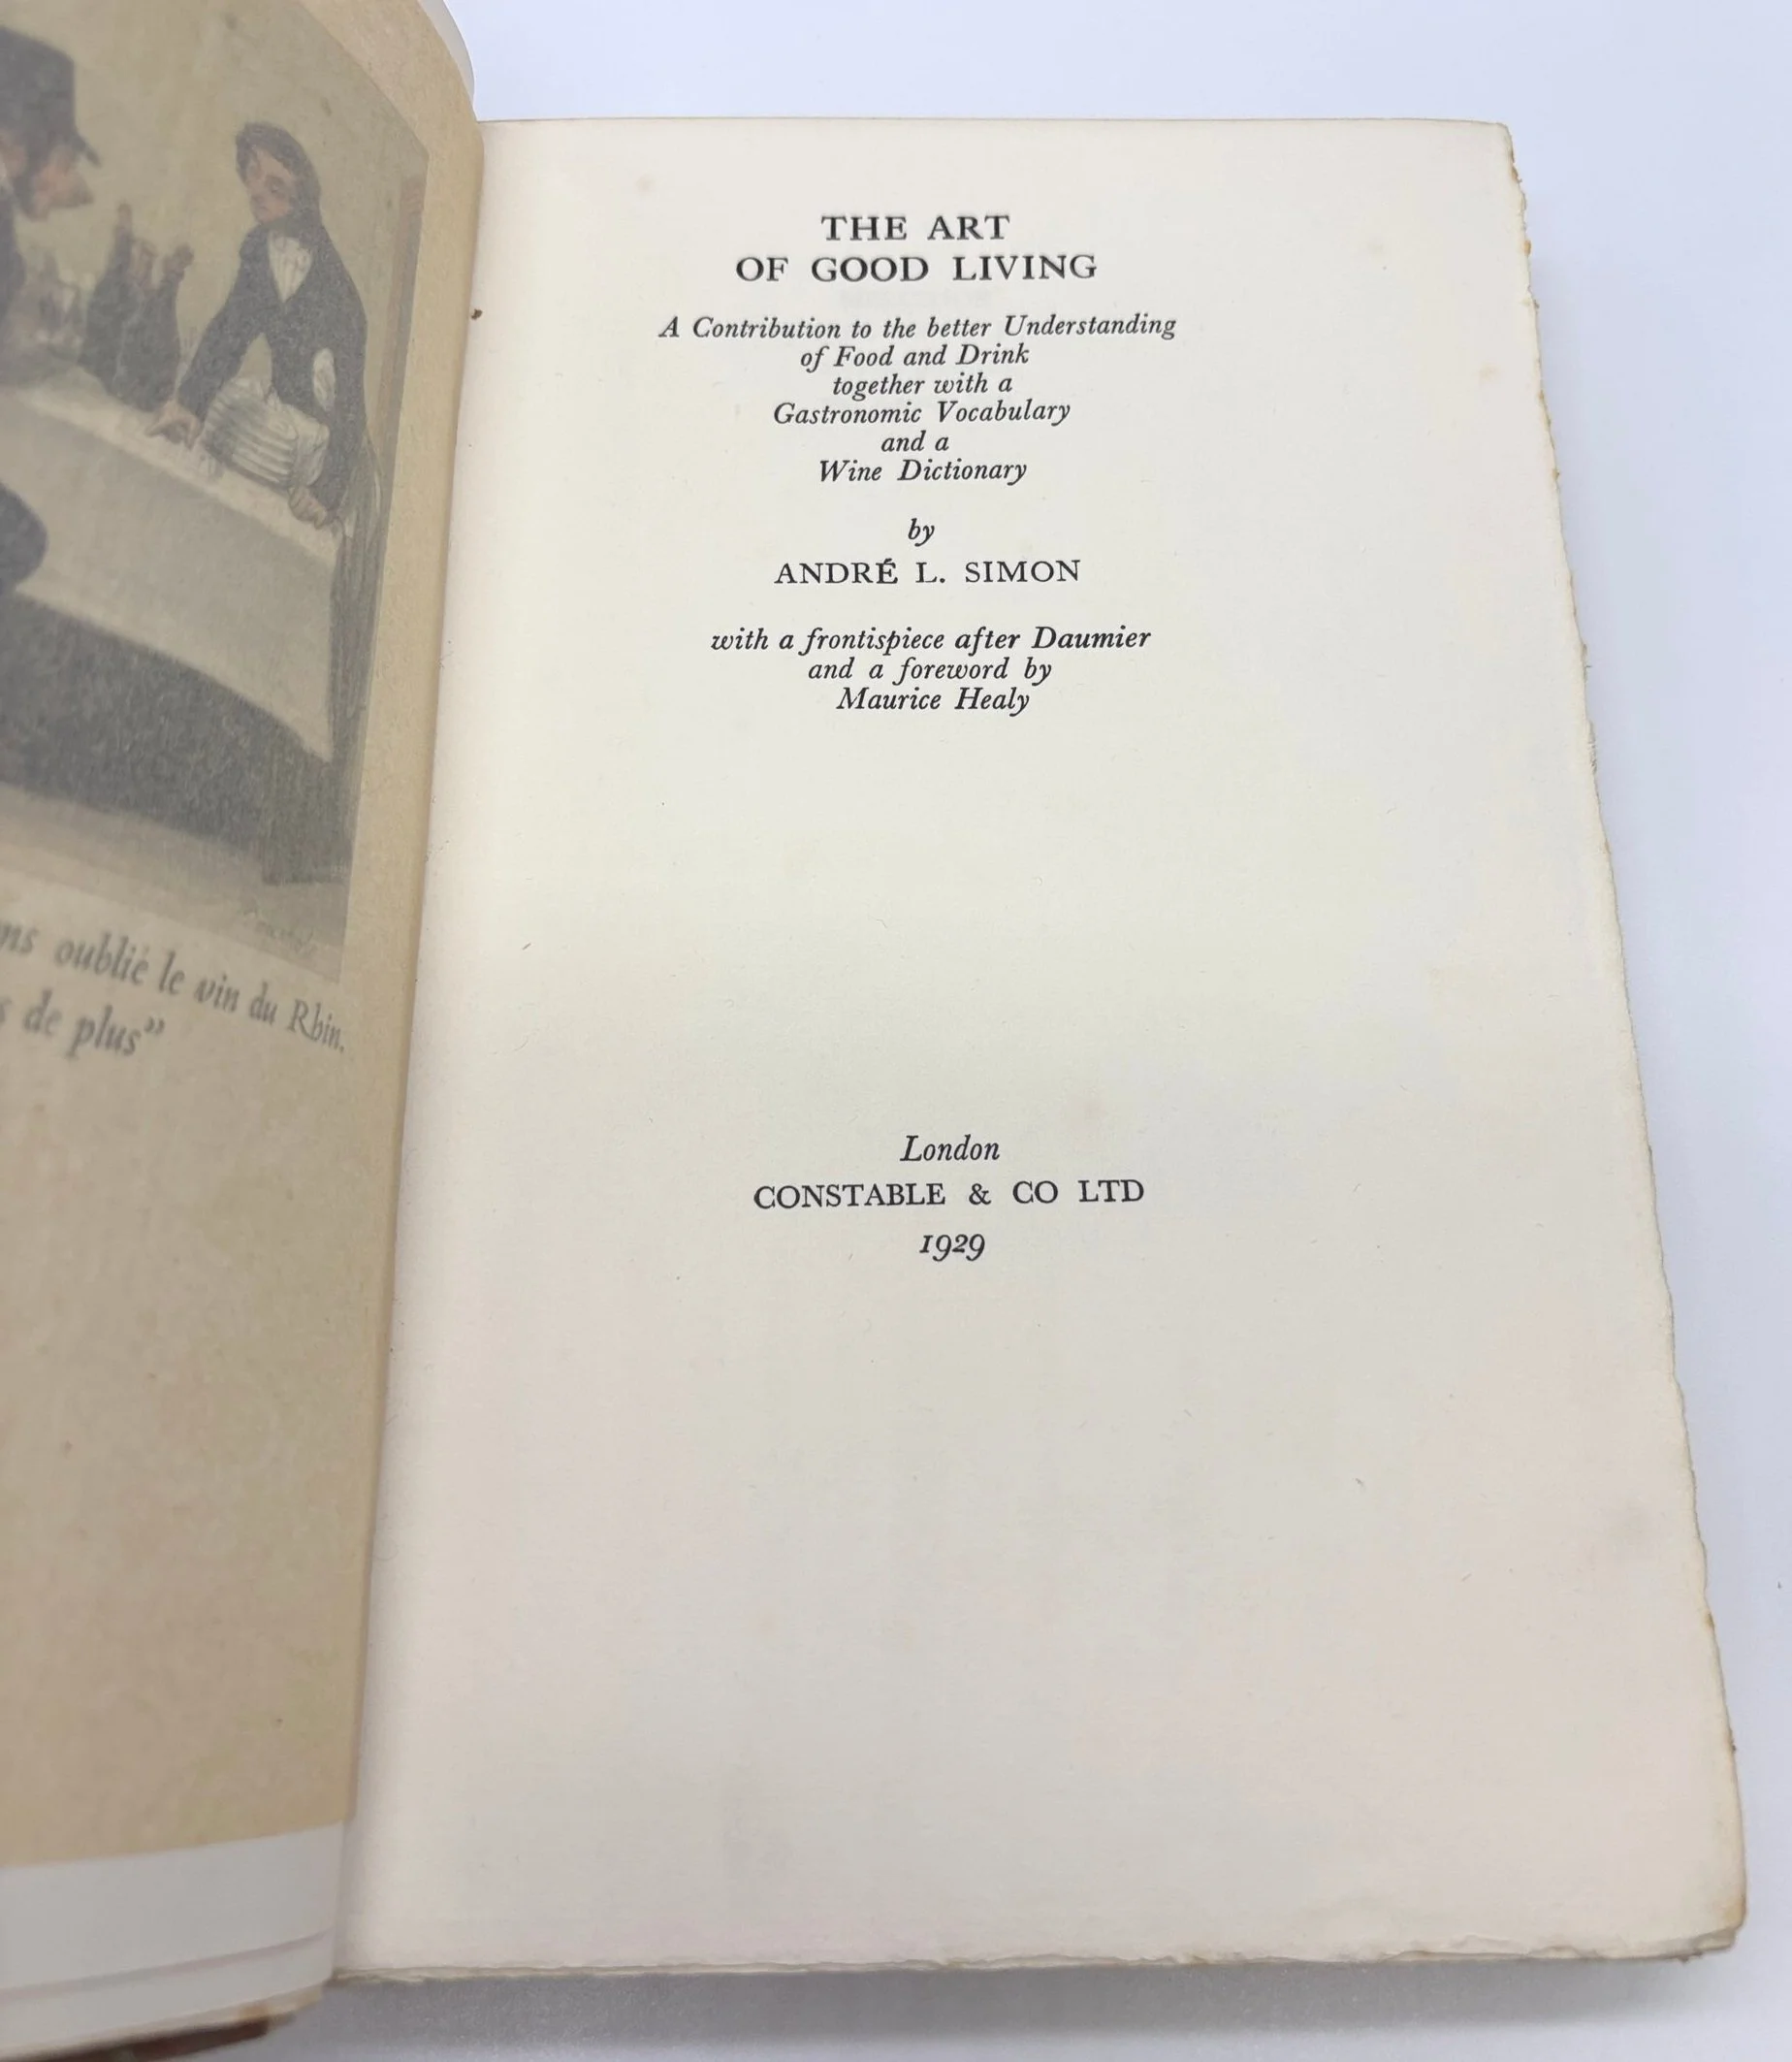 oublié le vin du Rhin.
de plus”
THE ART
OF GOOD LIVING
A Contribution to the better Understanding
of Food and Drink
together with a
Gastronomic Vocabulary
and a
Wine Dictionary
by
ANDRÉ L. SIMON
with a frontispiece after Daumier
and a foreword by
Maurice Healy
London
CONSTABLE & CO LTD
1929